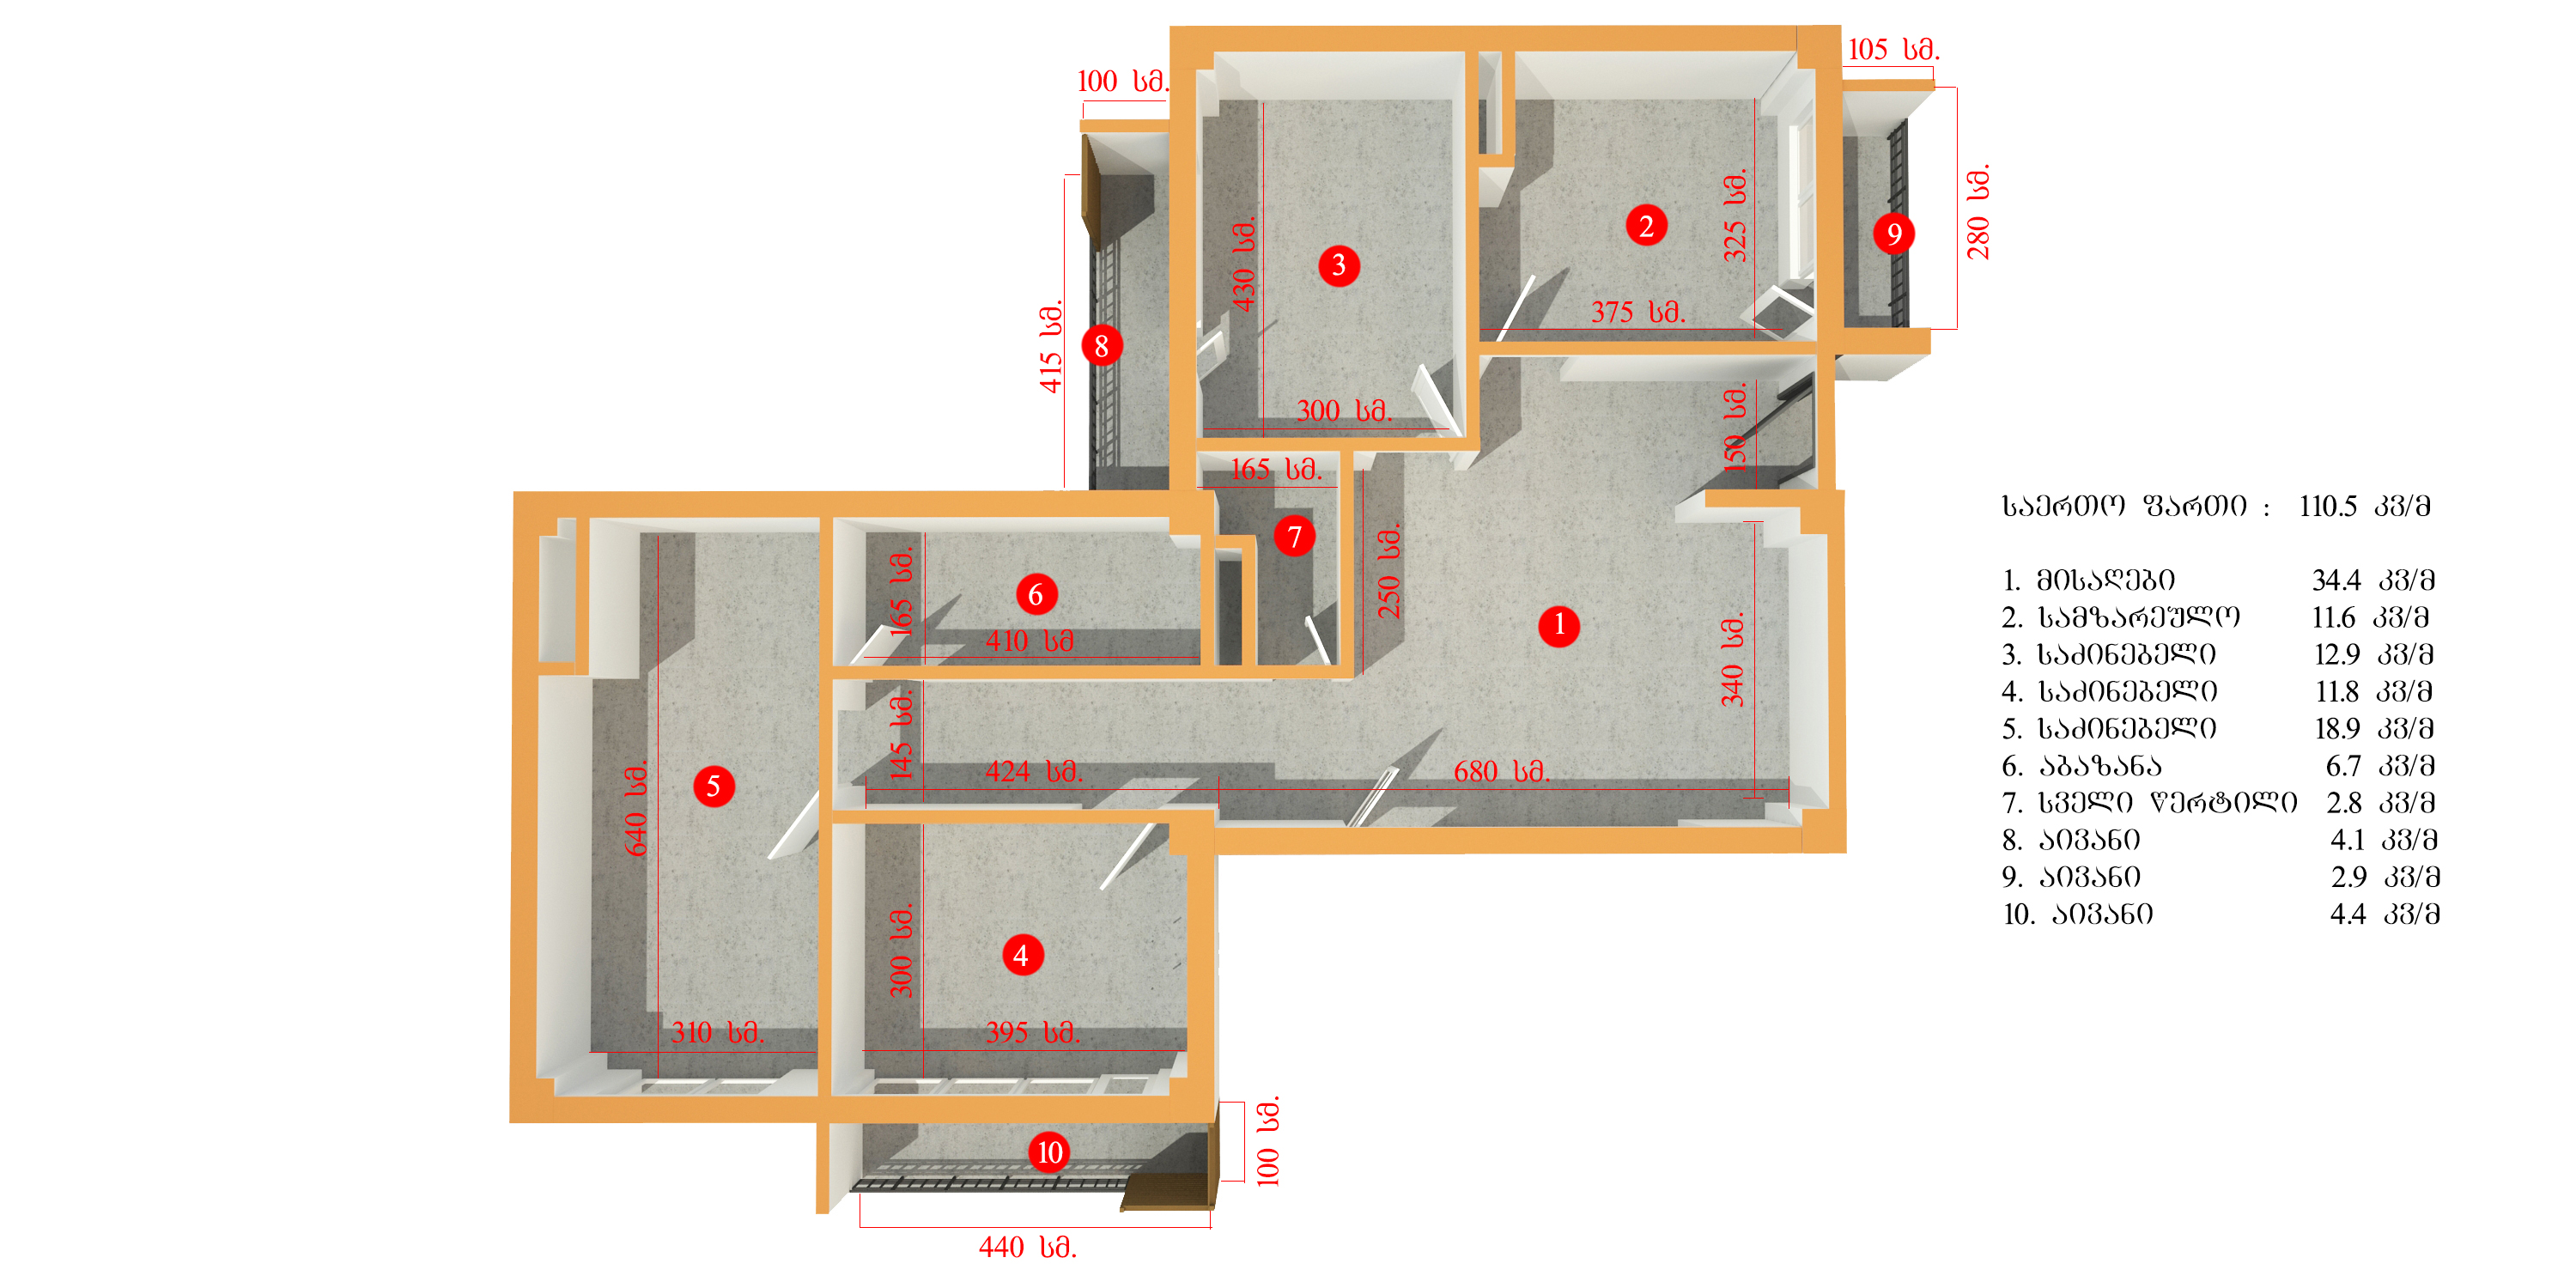 105 სმ.
100 სმ.
280 სმ.
325 სმ.
430 სმ.
375 სმ.
415 სმ.
300 სმ.
150 სმ.
165 სმ.
250 სმ.
165 სმ.
410 სმ
340 სმ.
145 სმ.
424 სმ.
680 სმ.
640 სმ.
300 სმ.
310 სმ.
395 სმ.
100 სმ.
440 სმ.
1
2
3
4
5
6
7
8
9
10
საერთო ფართი : 110.5 კვ/მ
1. მისაღები 34.4 კვ/მ
2. სამზარეულო 11.6 კვ/მ
3. საძინებელი 12.9 კვ/მ
4. საძინებელი 11.8 კვ/მ
5. საძინებელი 18.9 კვ/მ
6. აბაზანა 6.7 კვ/მ
7. სველი წერტილი 2.8 კვ/მ
8. აივანი 4.1 კვ/მ
9. აივანი 2.9 კვ/მ
10. აივანი 4.4 კვ/მ